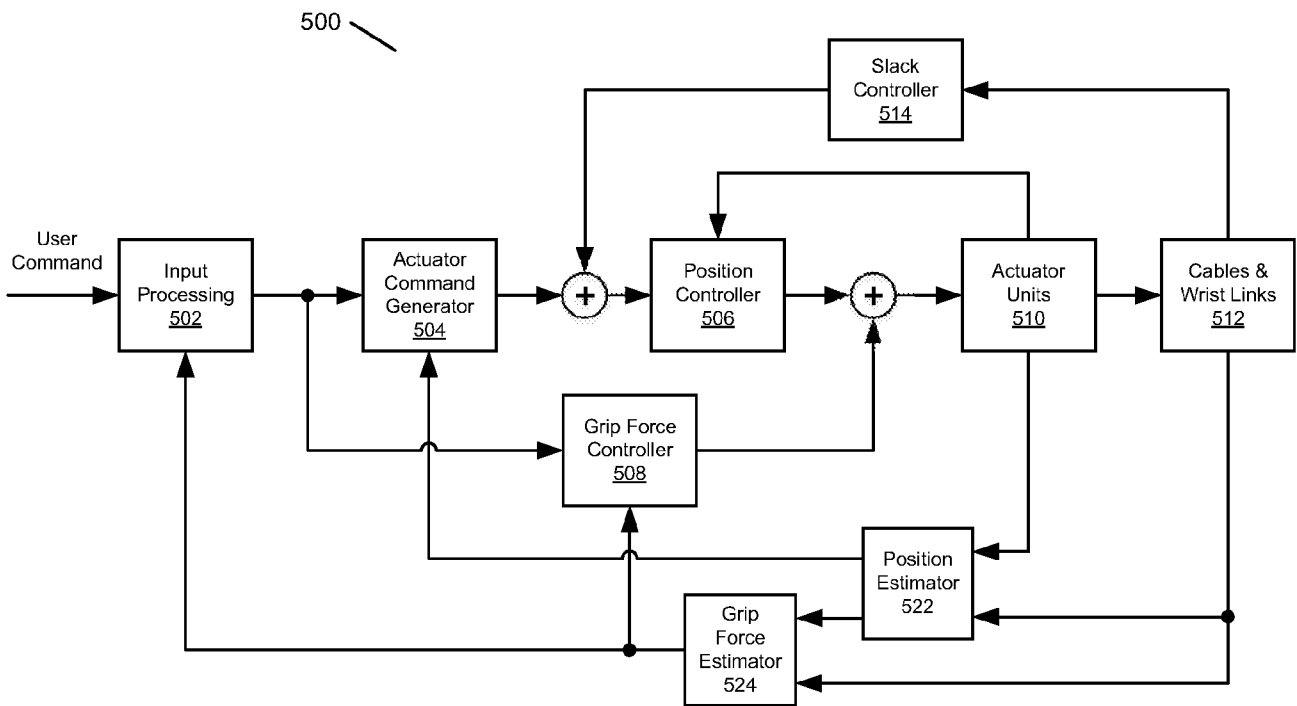 500
Slack
Controller
514
User
Command
Input
Processing
502
Actuator
Command
Generator
504
+
Position
Controller
506
+
Actuator
Units
510
Cables &
Wrist Links
512
Grip Force
Controller
508
Position
Estimator
522
Grip
Force
Estimator
524